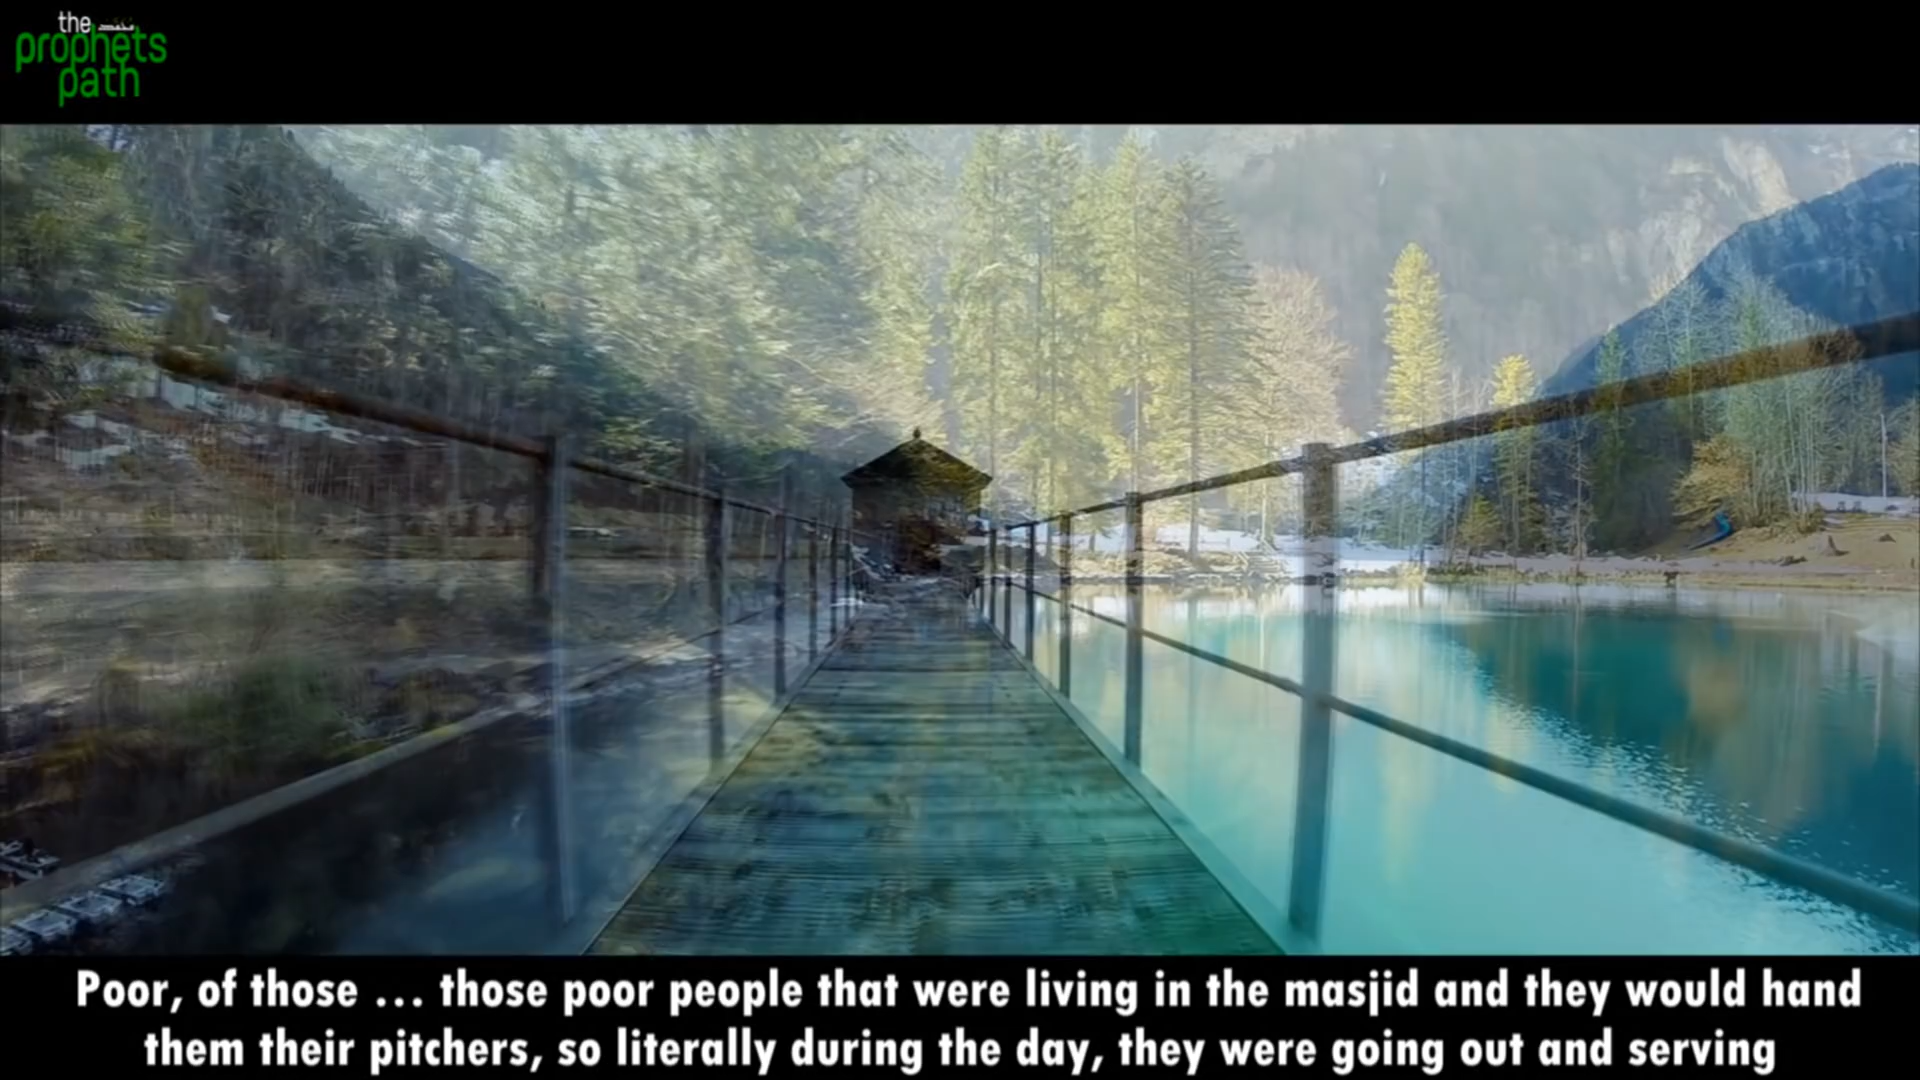 the
prophets
path
Poor, of those ... those poor people that were living in the masjid and they would hand
them their pitchers, so literally during the day, they were going out and serving